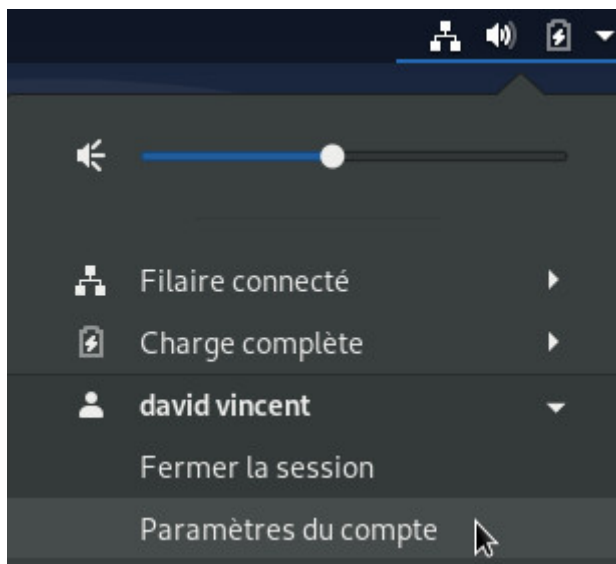 Filaire connecté
Charge complète
david vincent
Fermer la session
Paramètres du compte